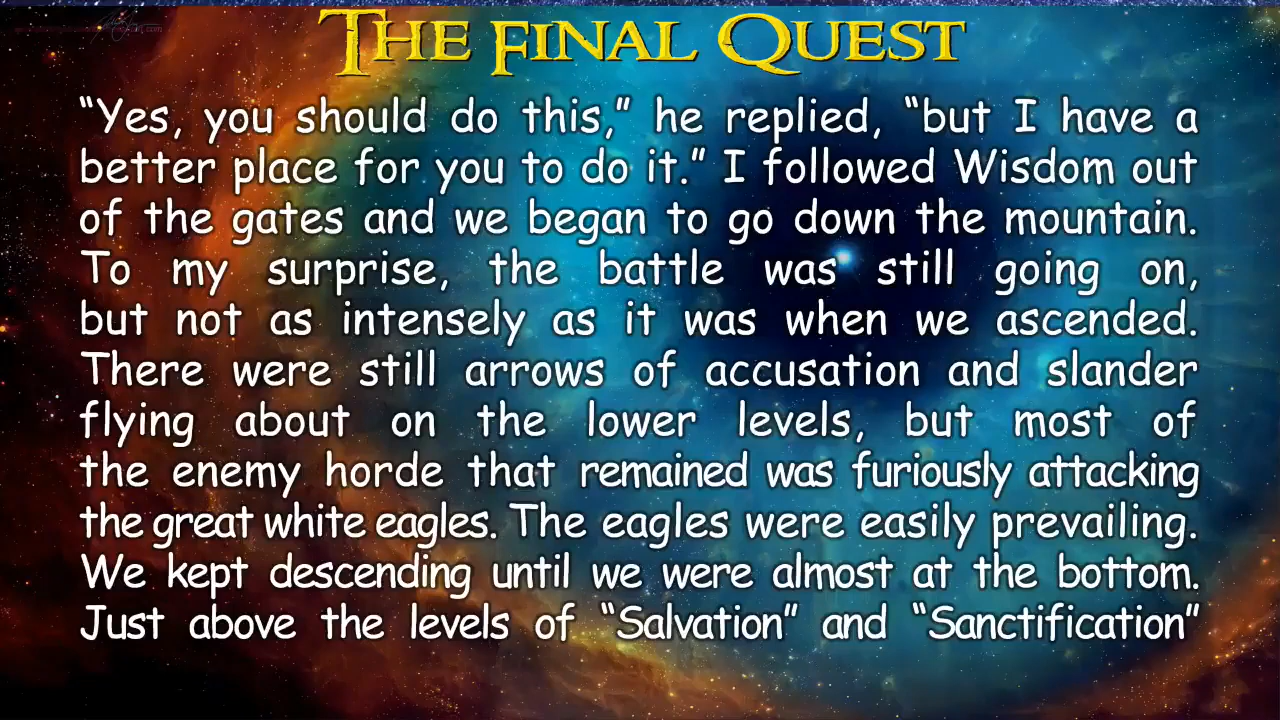 The Final Quest
“Yes, you should do this,” he replied, “but I have a
better place for you to do it.” I followed Wisdom out
of the gates and we began to go down the mountain.
To my surprise, the battle was still going on,
but not as intensely as it was when we ascended.
There were still arrows of accusation and slander
flying about on the lower levels, but most of
the enemy horde that remained was furiously attacking
the great white eagles. The eagles were easily prevailing.
We kept descending until we were almost at the bottom.
Just above the levels of “Salvation” and “Sanctification”